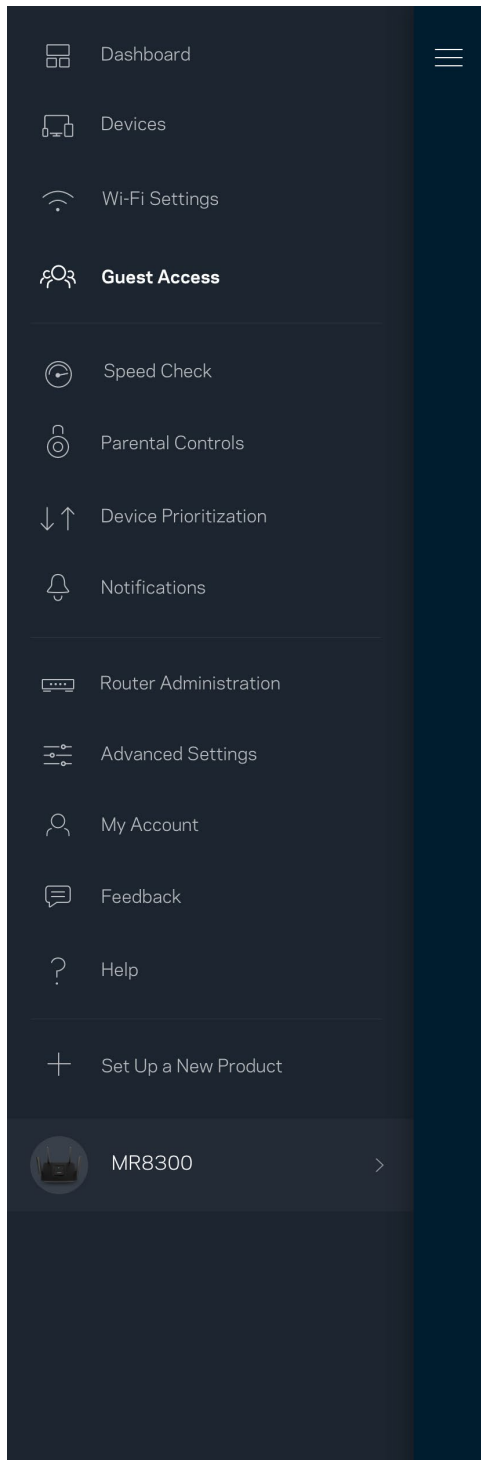 Dashboard
Devices
Wi-Fi Settings
Guest Access
Speed Check
Parental Controls
Device Prioritization
Notifications
Router Administration
Advanced Settings
My Account
Feedback
Help
Set Up a New Product
MR8300